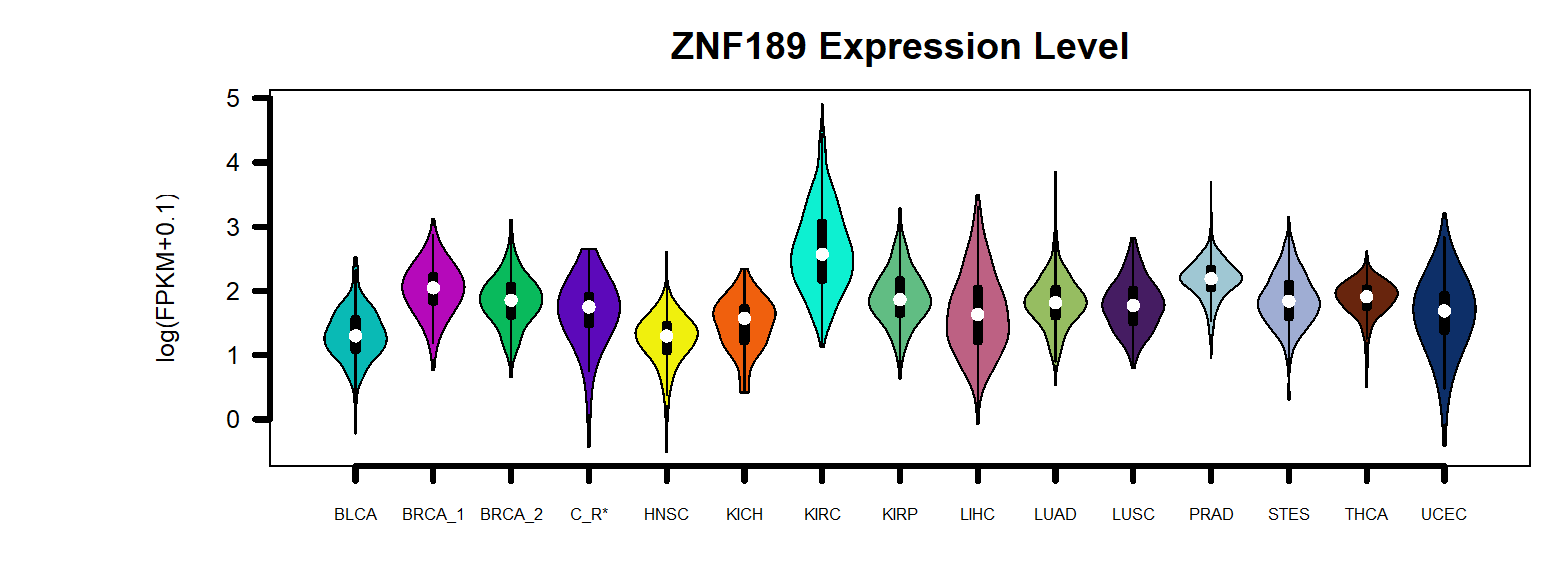 ZNF189 Expression Level
log(FPKM+0.1)
5
4
3
2
1
0
BLCA BRCA_1 BRCA_2 C_R* HNSC KICH KIRC KIRP LIHC LUAD LUSC PRAD STES THCA UCEC